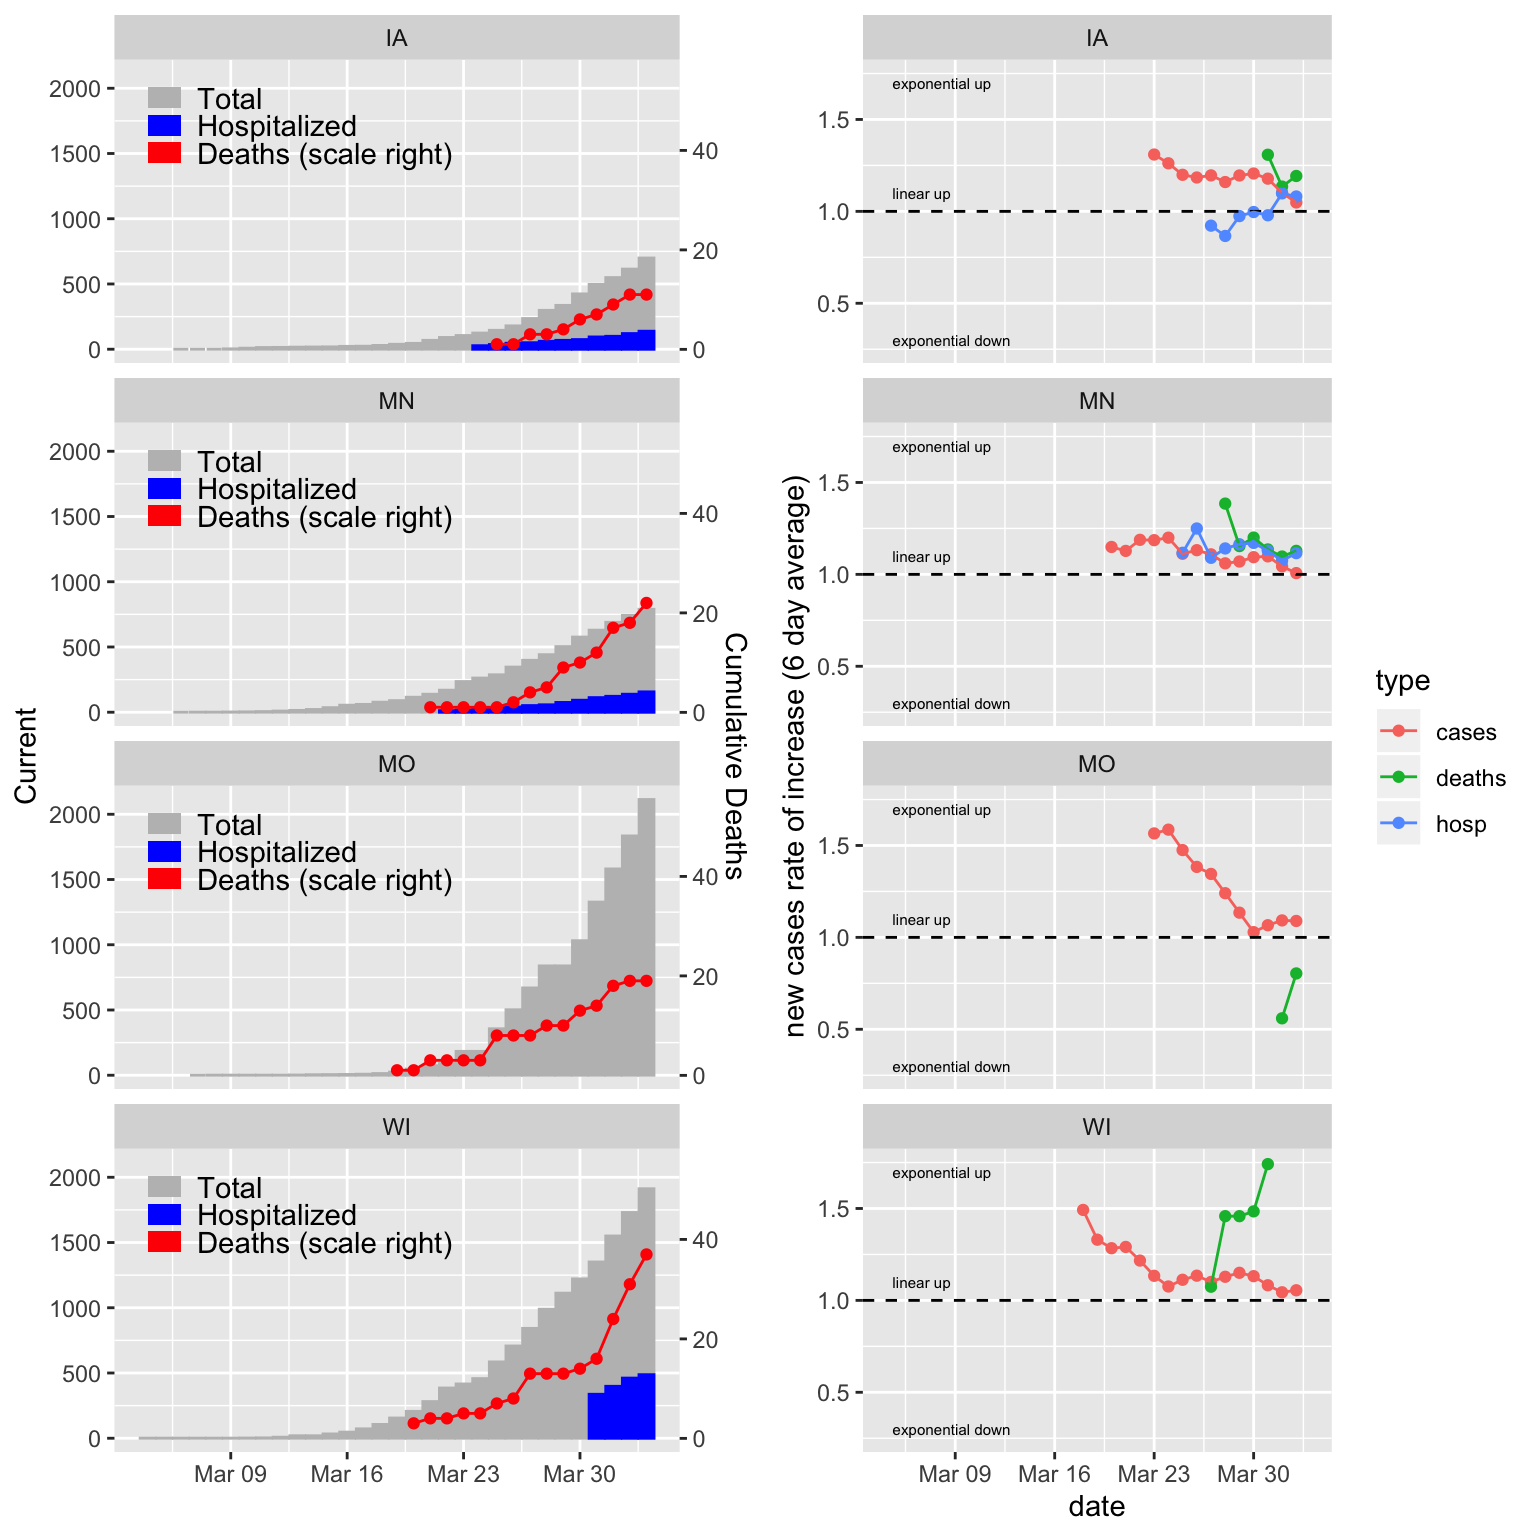 IA
2000
1500
1000
500
0
Total
Hospitalized
Deaths (scale right)
40
20
0
MN
2000
1500
1000
500
0
Total
Hospitalized
Deaths (scale right)
40
20
0
MO
2000
1500
1000
500
0
Total
Hospitalized
Deaths (scale right)
40
20
0
WI
2000
1500
1000
500
0
Total
Hospitalized
Deaths (scale right)
40
20
0
Mar 09
Mar 16
Mar 23
Mar 30
Current
Cumulative Deaths
IA
1.5
1.0
0.5
exponential up
linear up
exponential down
MN
1.5
1.0
0.5
exponential up
linear up
exponential down
MO
1.5
1.0
0.5
exponential up
linear up
exponential down
WI
1.5
1.0
0.5
exponential up
linear up
exponential down
Mar 09
Mar 16
Mar 23
Mar 30
date
new cases rate of increase (6 day average)
type
cases
deaths
hosp